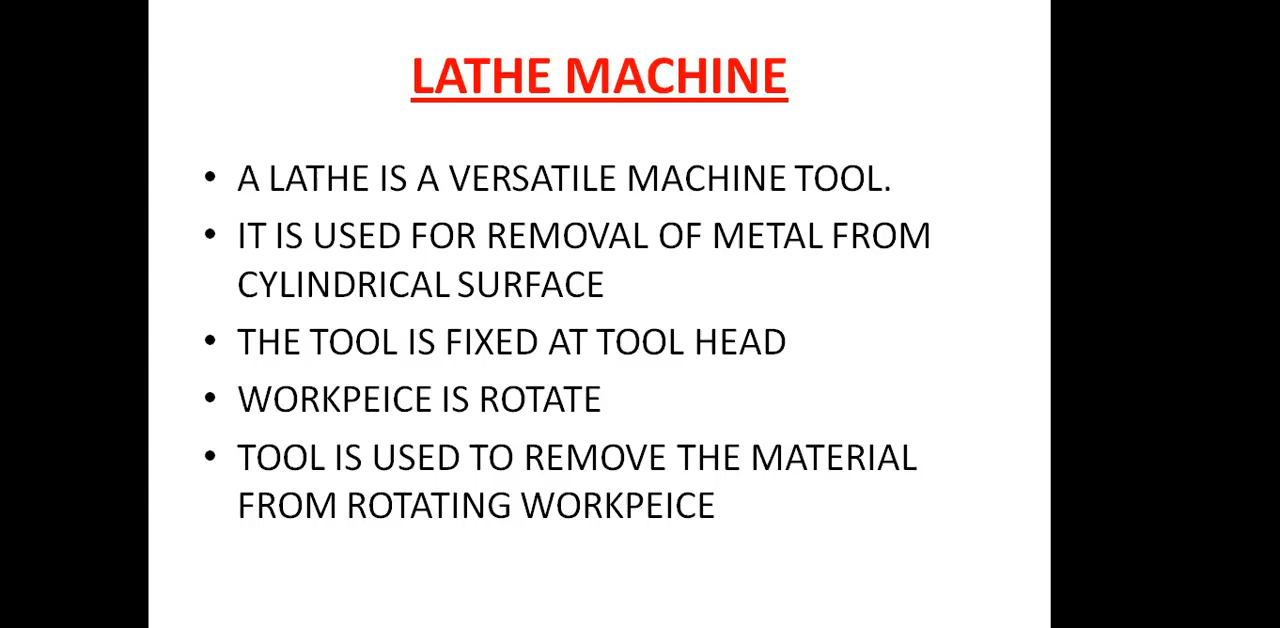 LATHE MACHINE
• A LATHE IS A VERSATILE MACHINE TOOL.
• IT IS USED FOR REMOVAL OF METAL FROM
CYLINDRICAL SURFACE
• THE TOOL IS FIXED AT TOOL HEAD
• WORKPEICE IS ROTATE
• TOOL IS USED TO REMOVE THE MATERIAL
FROM ROTATING WORKPEICE